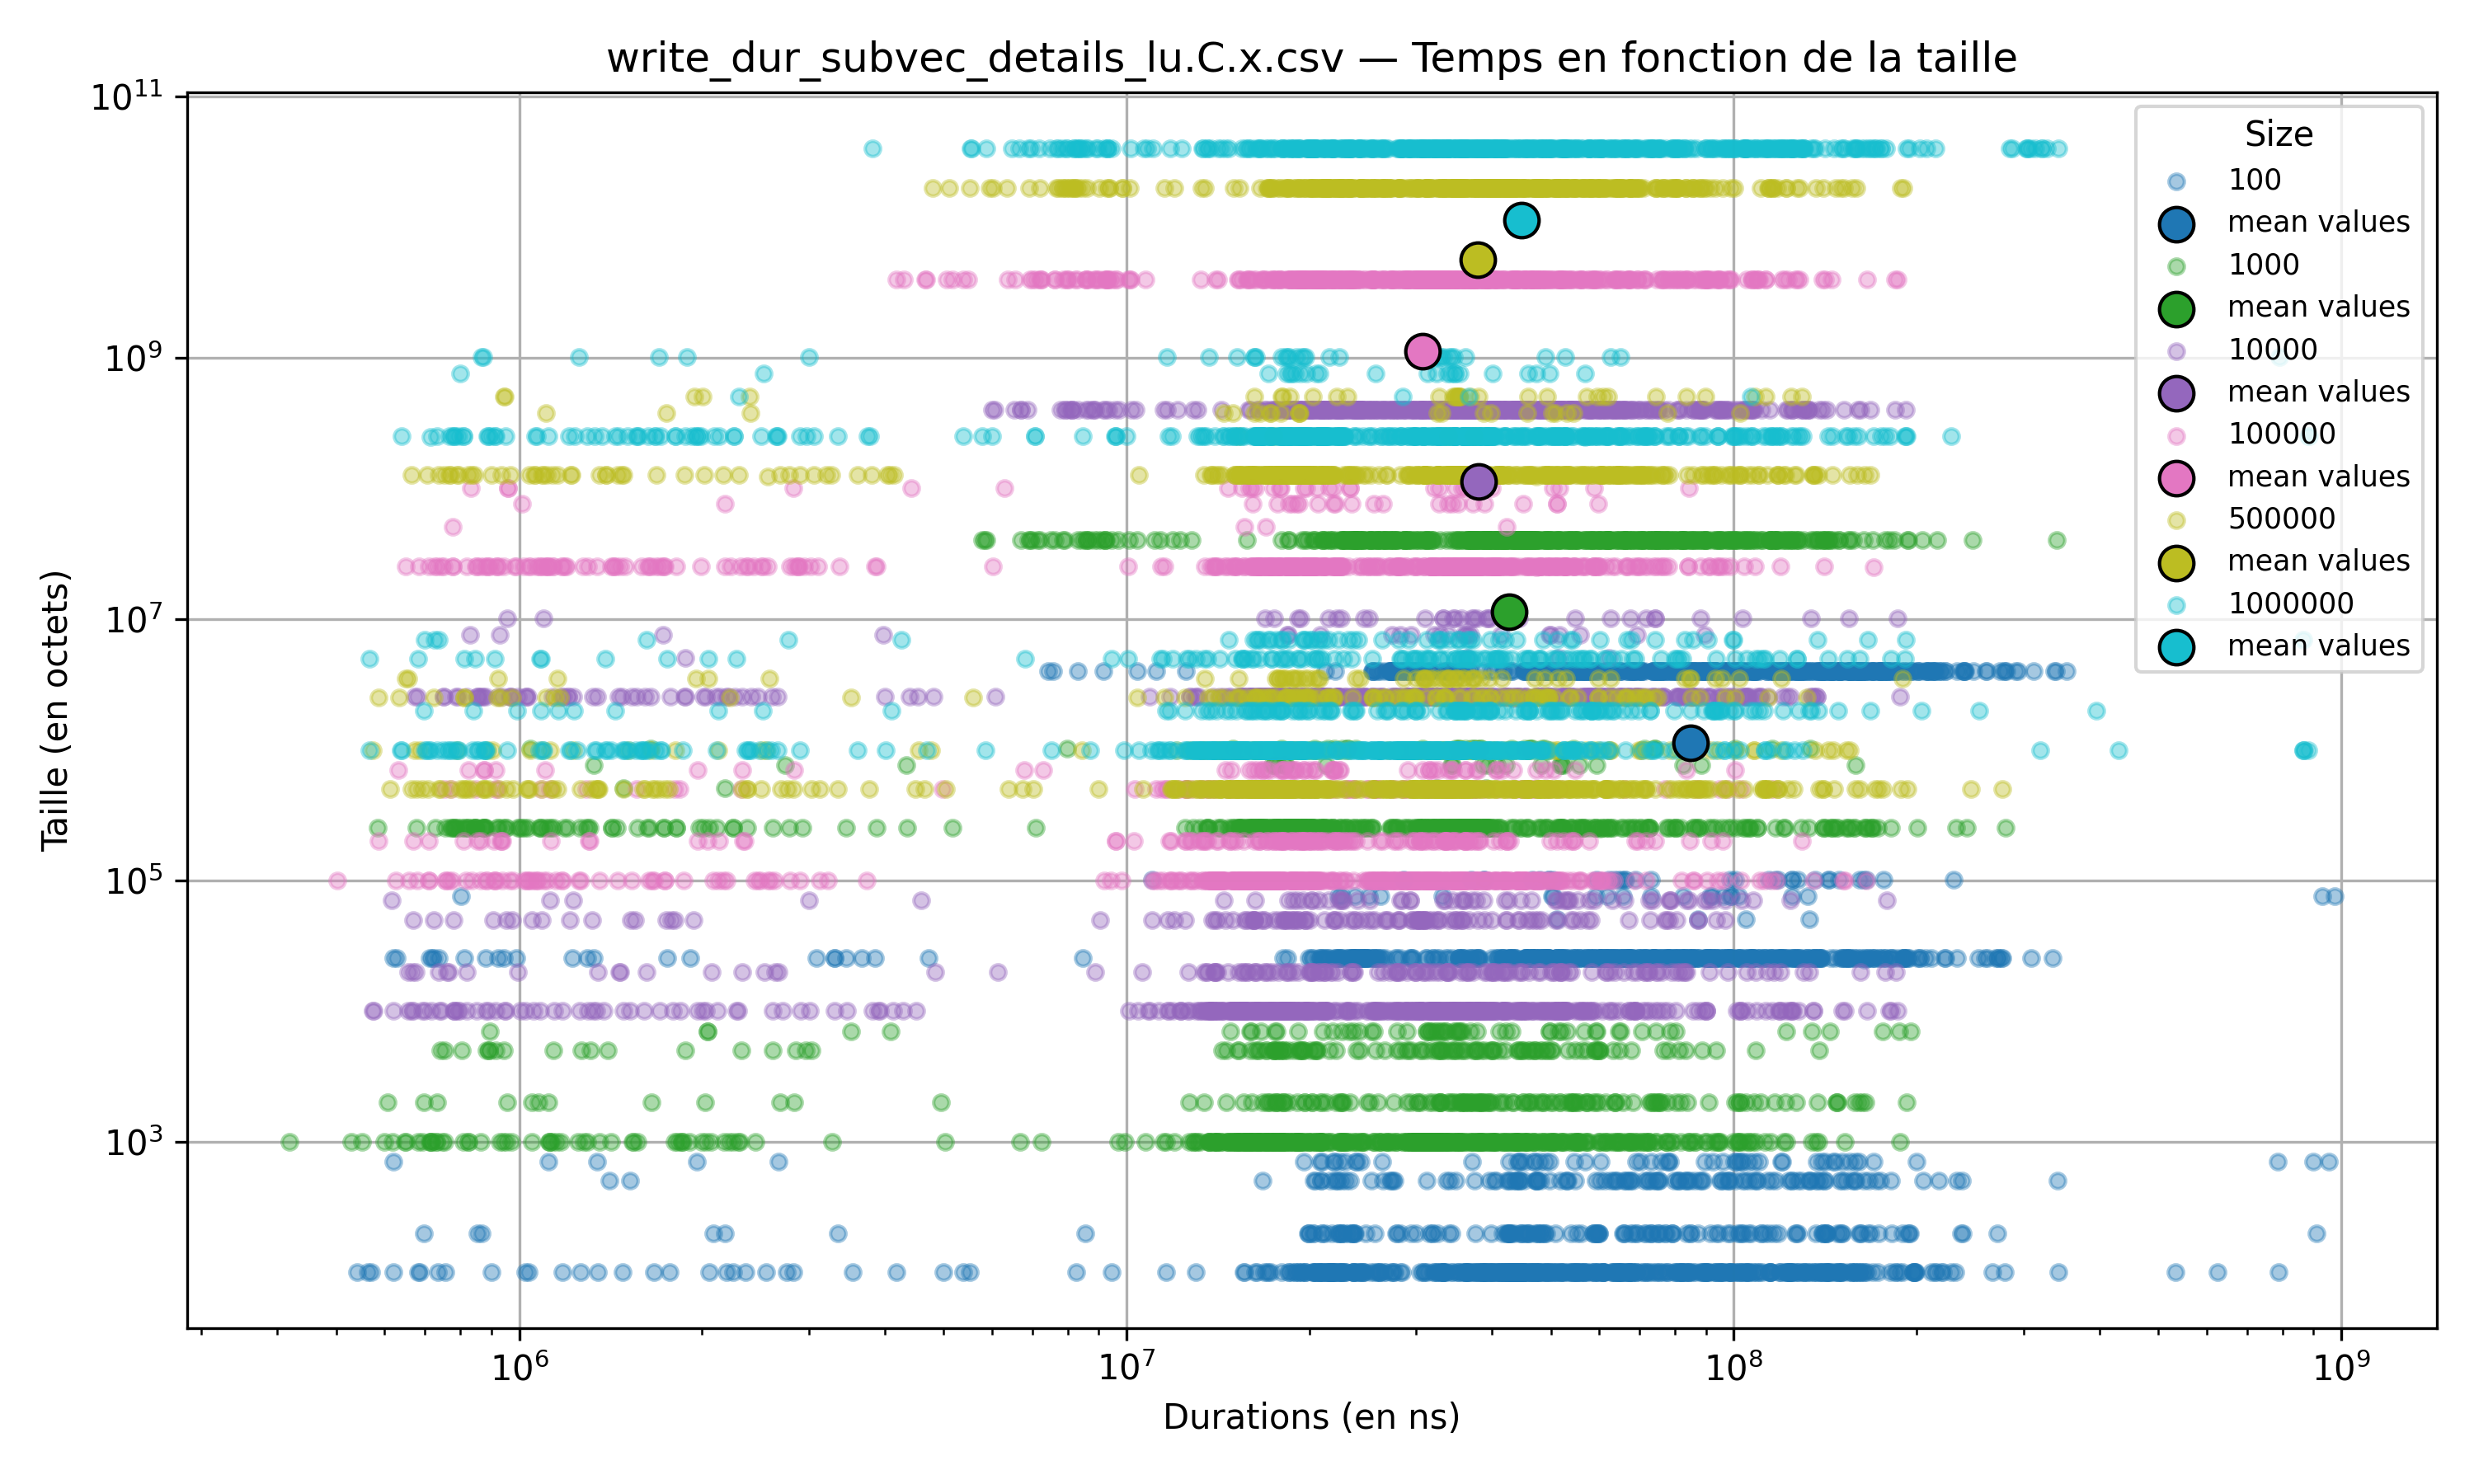 write_dur_subvec_details_lu.C.x.csv — Temps en fonction de la taille
Taille (en octets)
10¹¹
10⁹
10⁷
10⁵
10³
10⁶
10⁷
10⁸
10⁹
Durations (en ns)
Size
100
mean values
1000
mean values
10000
mean values
100000
mean values
500000
mean values
1000000
mean values